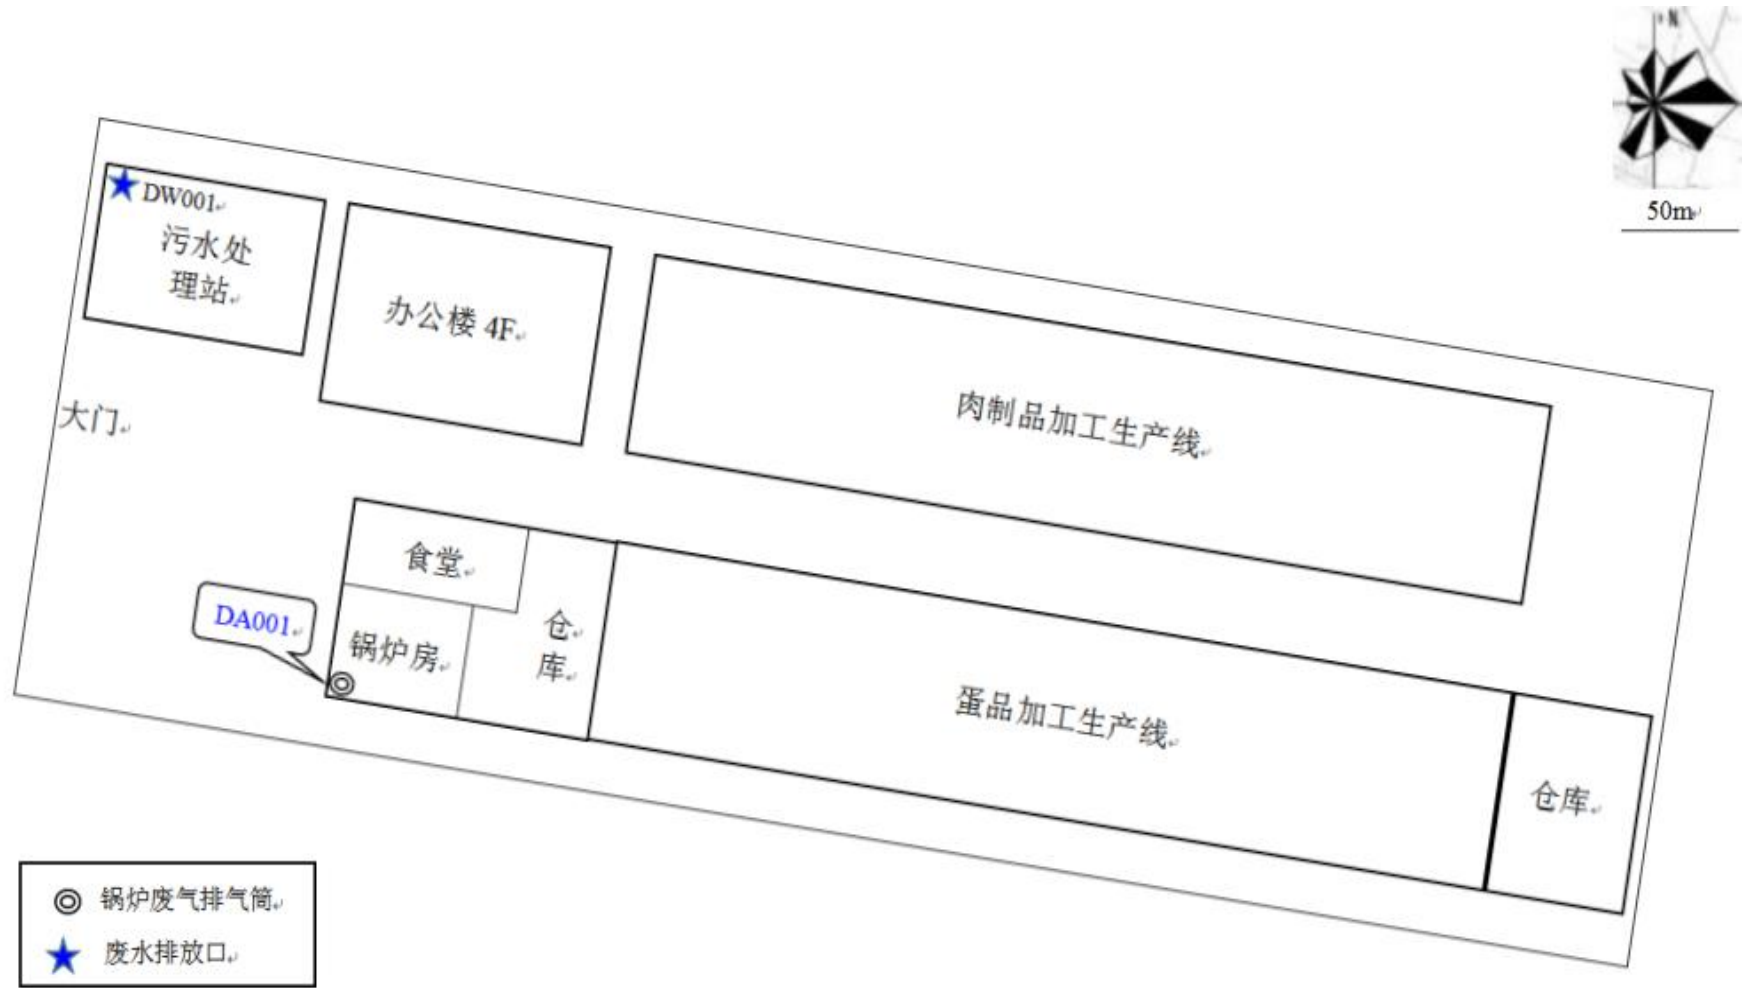 N
50m
DW001
污水处
理站
办公楼 4F
肉制品加工生产线
大门
食堂
仓
库
DA001
锅炉房
蛋品加工生产线
仓库
锅炉废气排气筒
废水排放口